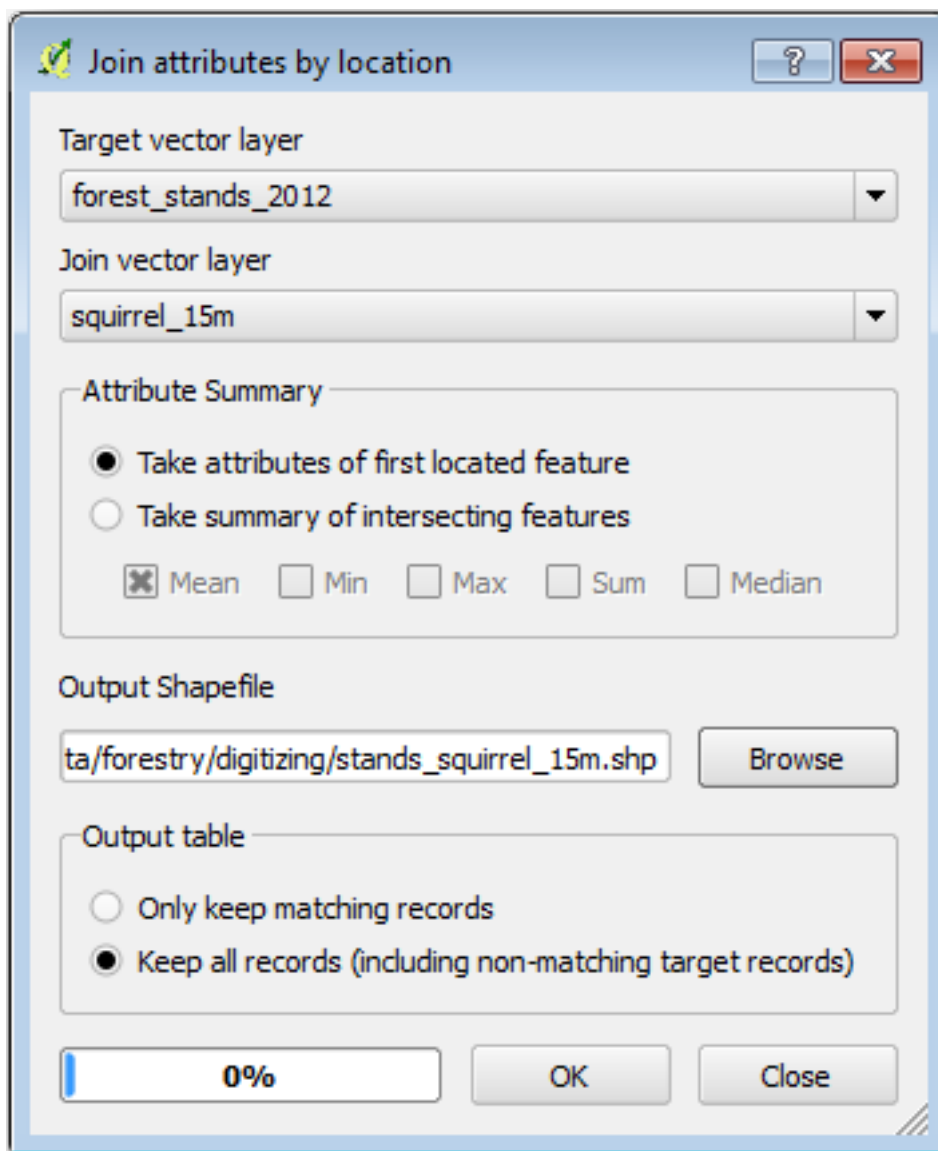 Join attributes by location
?
Target vector layer
forest_stands_2012
Join vector layer
squirrel_15m
Attribute Summary
Take attributes of first located feature
Take summary of intersecting features
Mean Min Max Sum Median
Output Shapefile
ta/forestry/digitizing/stands_squirrel_15m.shp Browse
Output table
Only keep matching records
Keep all records (including non-matching target records)
0% OK Close